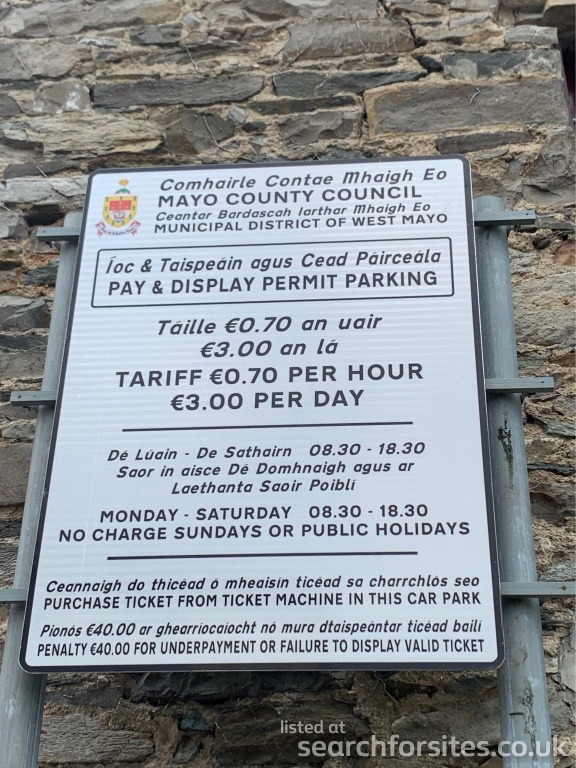 Comhairle Contae Mhaigh Eo
MAYO COUNTY COUNCIL
Ceantar Bardascah Iarthar Mhaigh Eo
MUNICIPAL DISTRICT OF WEST MAYO
Íoc & Taispeáin agus Cead Páirceála
PAY & DISPLAY PERMIT PARKING
Táille €0.70 an uair
€3.00 an lá
TARIFF €0.70 PER HOUR
€3.00 PER DAY
Dé Lúain - De Sathairn 08.30 - 18.30
Saor in aisce Dé Domhnaigh agus ar
Laethanta Saoir Poiblí
MONDAY - SATURDAY 08.30 - 18.30
NO CHARGE SUNDAYS OR PUBLIC HOLIDAYS
Ceannaigh do thicéad ó mheaisín ticéad sa charrchlós seo
PURCHASE TICKET FROM TICKET MACHINE IN THIS CAR PARK
Pionós €40.00 ar ghearríocaíocht nó mura dtaispeántar ticéad bailí
PENALTY €40.00 FOR UNDERPAYMENT OR FAILURE TO DISPLAY VALID TICKET
listed at
searchforsites.co.uk